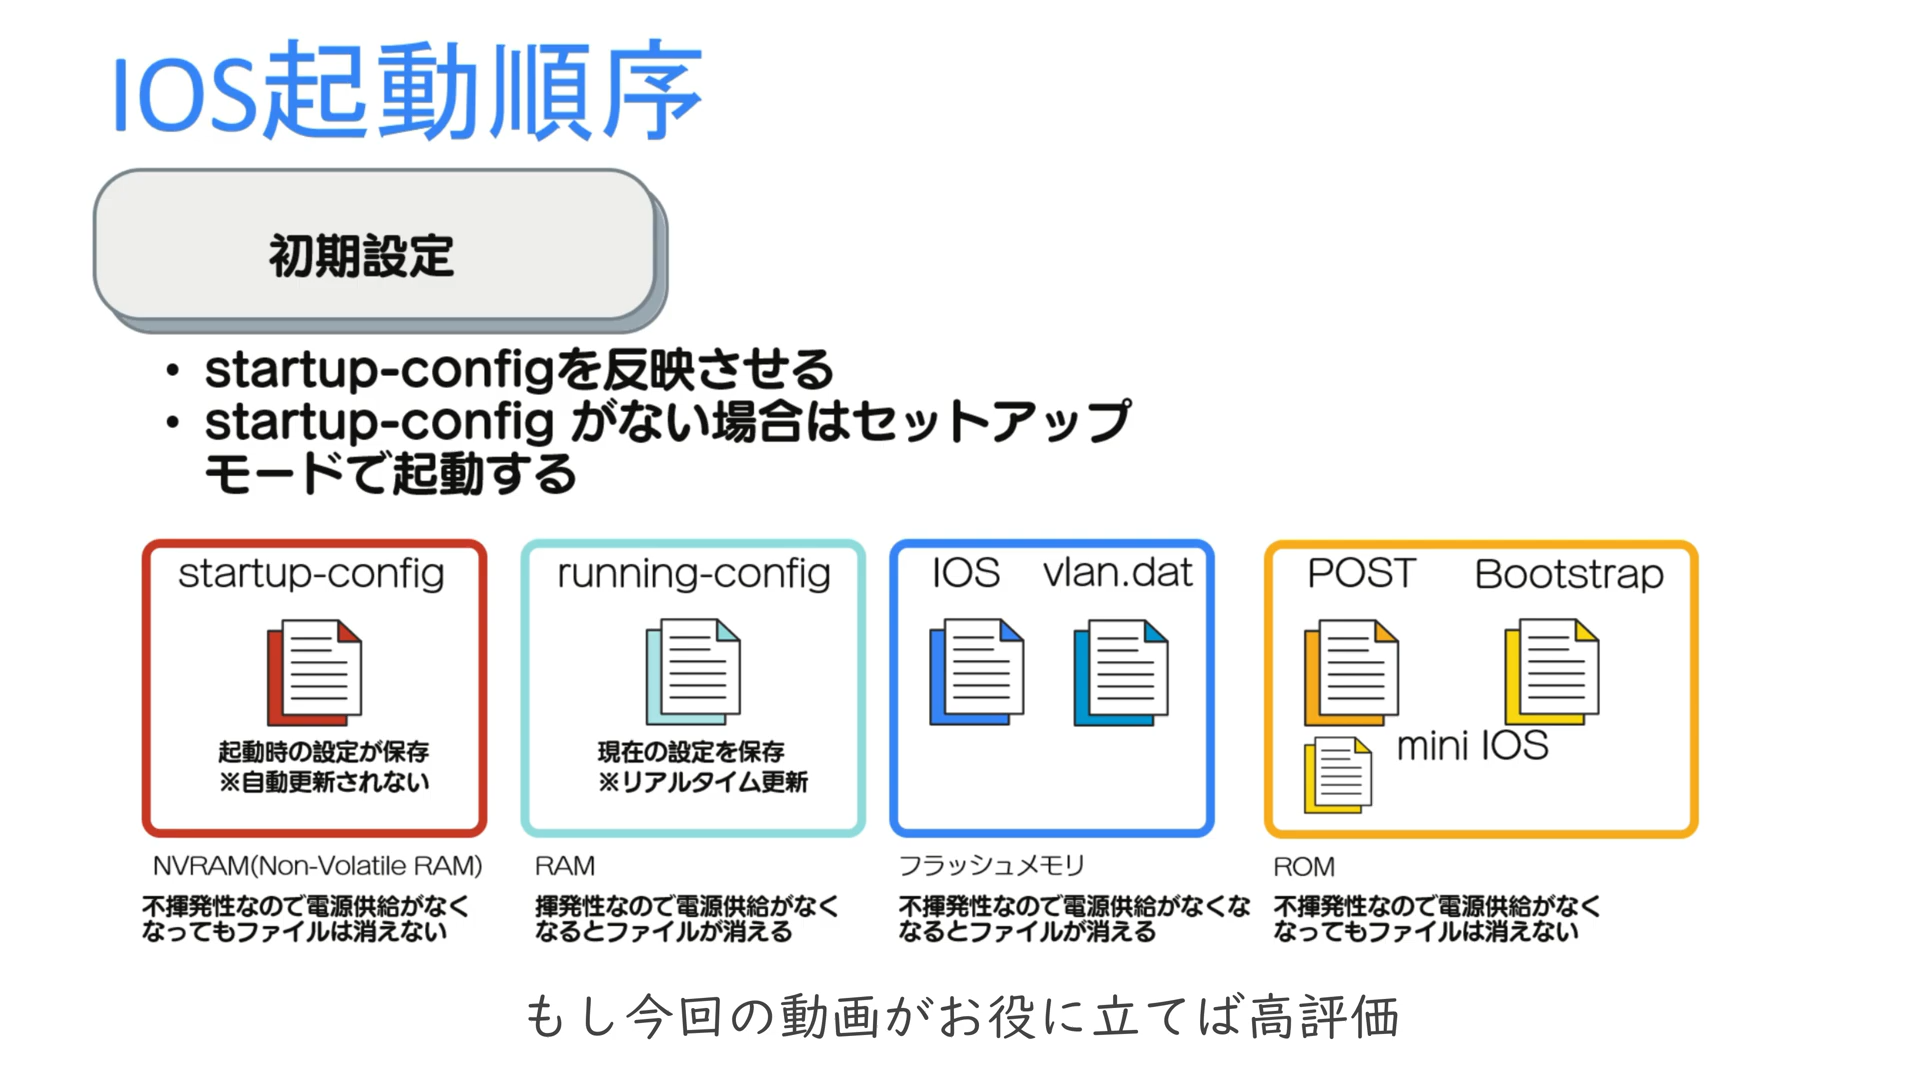 IOS起動順序
初期設定
・ startup-configを反映させる
・ startup-config がない場合はセットアップ
モードで起動する
startup-config
起動時の設定が保存
※自動更新されない
NVRAM(Non-Volatile RAM)
不揮発性なので電源供給がなく
なってもファイルは消えない
running-config
現在の設定を保存
※リアルタイム更新
RAM
揮発性なので電源供給がなく
なるとファイルが消える
IOS vlan.dat
フラッシュメモリ
不揮発性なので電源供給がなくな
なるとファイルが消える
POST Bootstrap
mini IOS
ROM
不揮発性なので電源供給がなく
なってもファイルは消えない
もし今回の動画がお役に立てば高評価